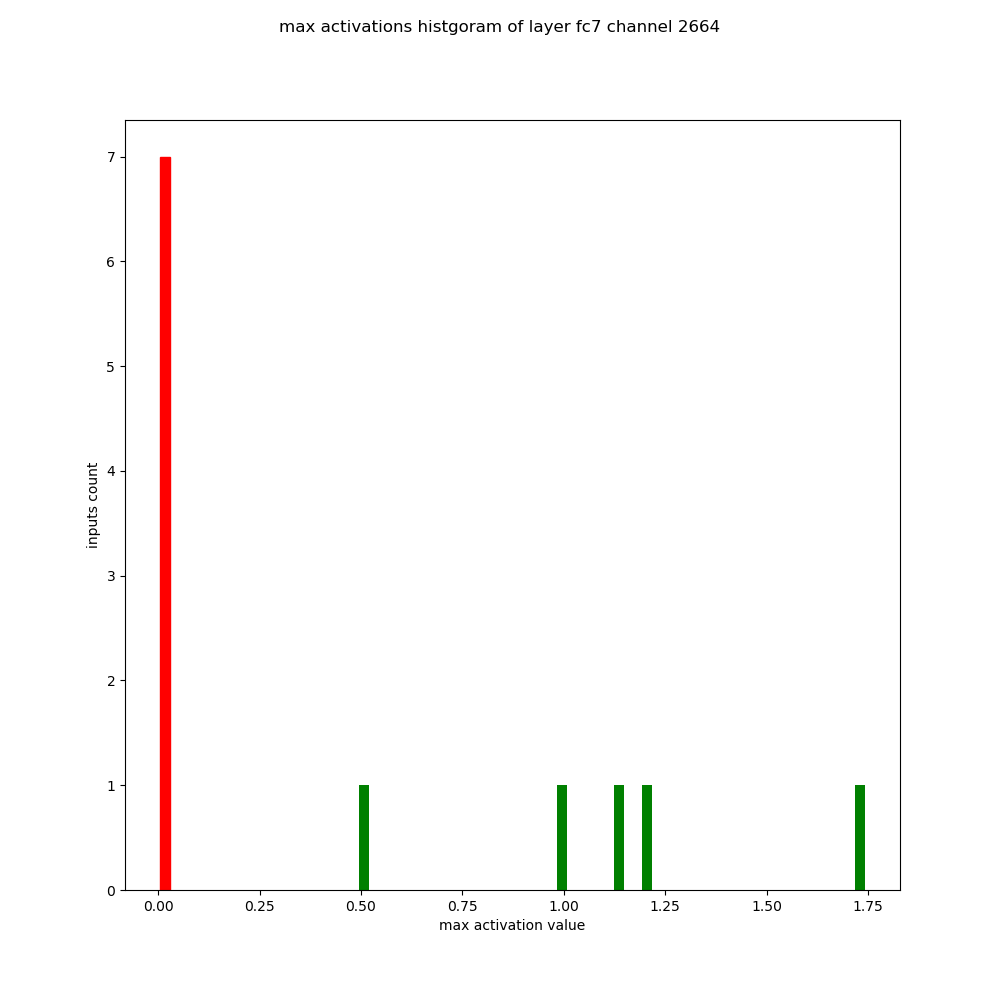 max activations histgoram of layer fc7 channel 2664
7
6
5
4
3
2
1
0
inputs count
0.00 0.25 0.50 0.75 1.00 1.25 1.50 1.75
max activation value